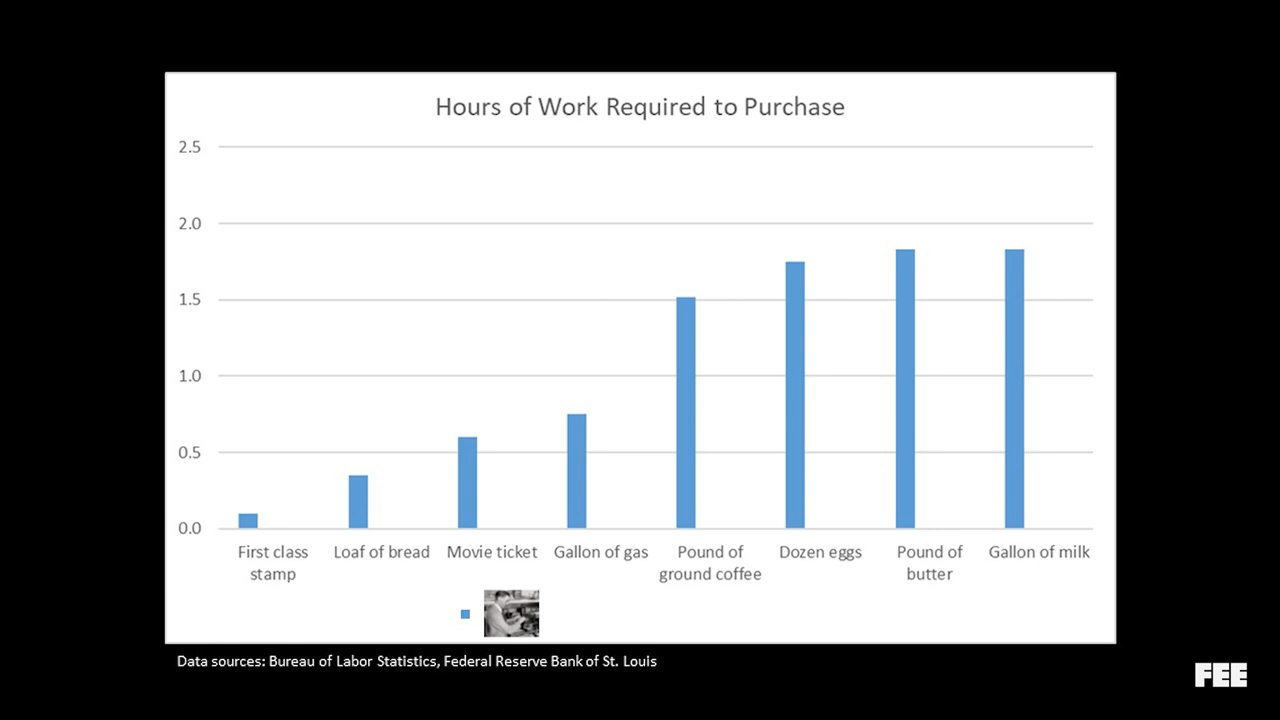 Hours of Work Required to Purchase
2.5
2.0
1.5
1.0
0.5
0.0
First class
stamp
Loaf of bread
Movie ticket
Gallon of gas
Pound of
ground coffee
Dozen eggs
Pound of
butter
Gallon of milk
Data sources: Bureau of Labor Statistics, Federal Reserve Bank of St. Louis
FEE